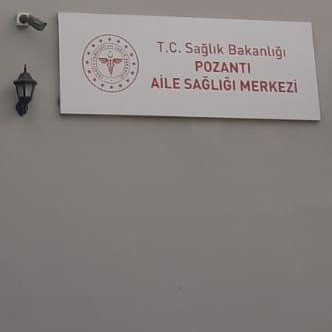 T.C. Sağlık Bakanlığı
POZANTI
AİLE SAĞLIĞI MERKEZİ